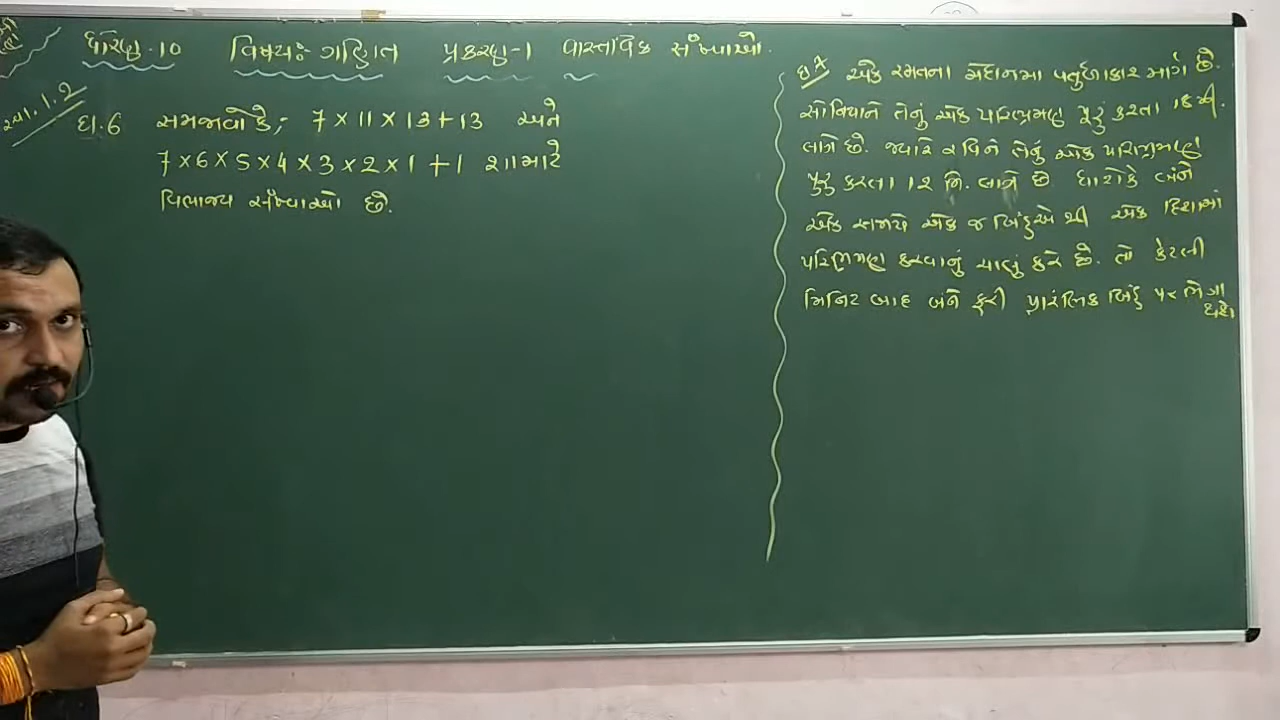 ધોરણ.10 વિષય: ગણિત પ્રકરણ-1 વાસ્તવિક સંખ્યાઓ.
સ્વા.1.2
દા.6 સમજાવો કે, 7 × 11 × 13 + 13 અને
7 × 6 × 5 × 4 × 3 × 2 × 1 + 1 શામાટે
વિભાજ્ય સંખ્યાઓ છે.
દા.7 એક રમતના મેદાનમાં વર્તુળાકાર માર્ગ છે.
સોનિયાને તેનું એક પરિભ્રમણ પૂરું કરતા 18 મી.
લાગે છે. જ્યારે રવિને તેનું એક પરિભ્રમણ
પુરુ કરતા 12 મિ. લાગે છે ધારોકે બંને
એક સમયે એક જ બિંદુએ થી એક દિશામાં
પરિભ્રમણ કરવાનું ચાલું કરે છે. તો કેટલી
મિનિટ બાદ બંને ફરી પ્રારંભિક બિંદુ પર ભેગા
થશે